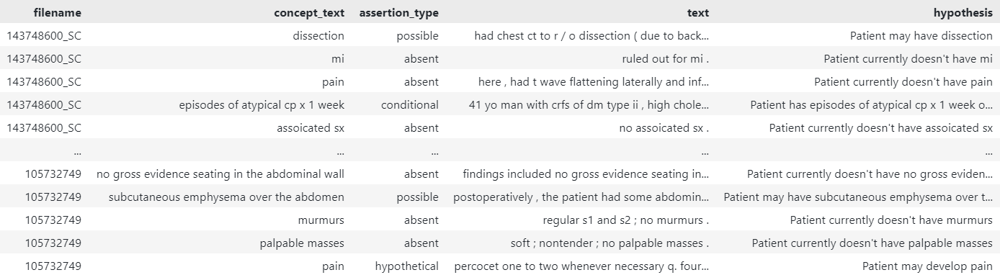 filename concept_text assertion_type text hypothesis
143748600_SC dissection possible had chest ct to r / o dissection ( due to back... Patient may have dissection
143748600_SC mi absent ruled out for mi . Patient currently doesn't have mi
143748600_SC pain absent here , had t wave flattening laterally and inf... Patient currently doesn't have pain
143748600_SC episodes of atypical cp x 1 week conditional 41 yo man with crfs of dm type ii , high chole... Patient has episodes of atypical cp x 1 week o...
143748600_SC assoicated sx absent no assoicated sx . Patient currently doesn't have assoicated sx
... ... ... ... ...
105732749 no gross evidence seating in the abdominal wall absent findings included no gross evidence seating in... Patient currently doesn't have no gross eviden...
105732749 subcutaneous emphysema over the abdomen possible postoperatively , the patient had some abdomin... Patient may have subcutaneous emphysema over t...
105732749 murmurs absent regular s1 and s2 ; no murmurs . Patient currently doesn't have murmurs
105732749 palpable masses absent soft ; nontender ; no palpable masses . Patient currently doesn't have palpable masses
105732749 pain hypothetical percocet one to two whenever necessary q. four... Patient may develop pain